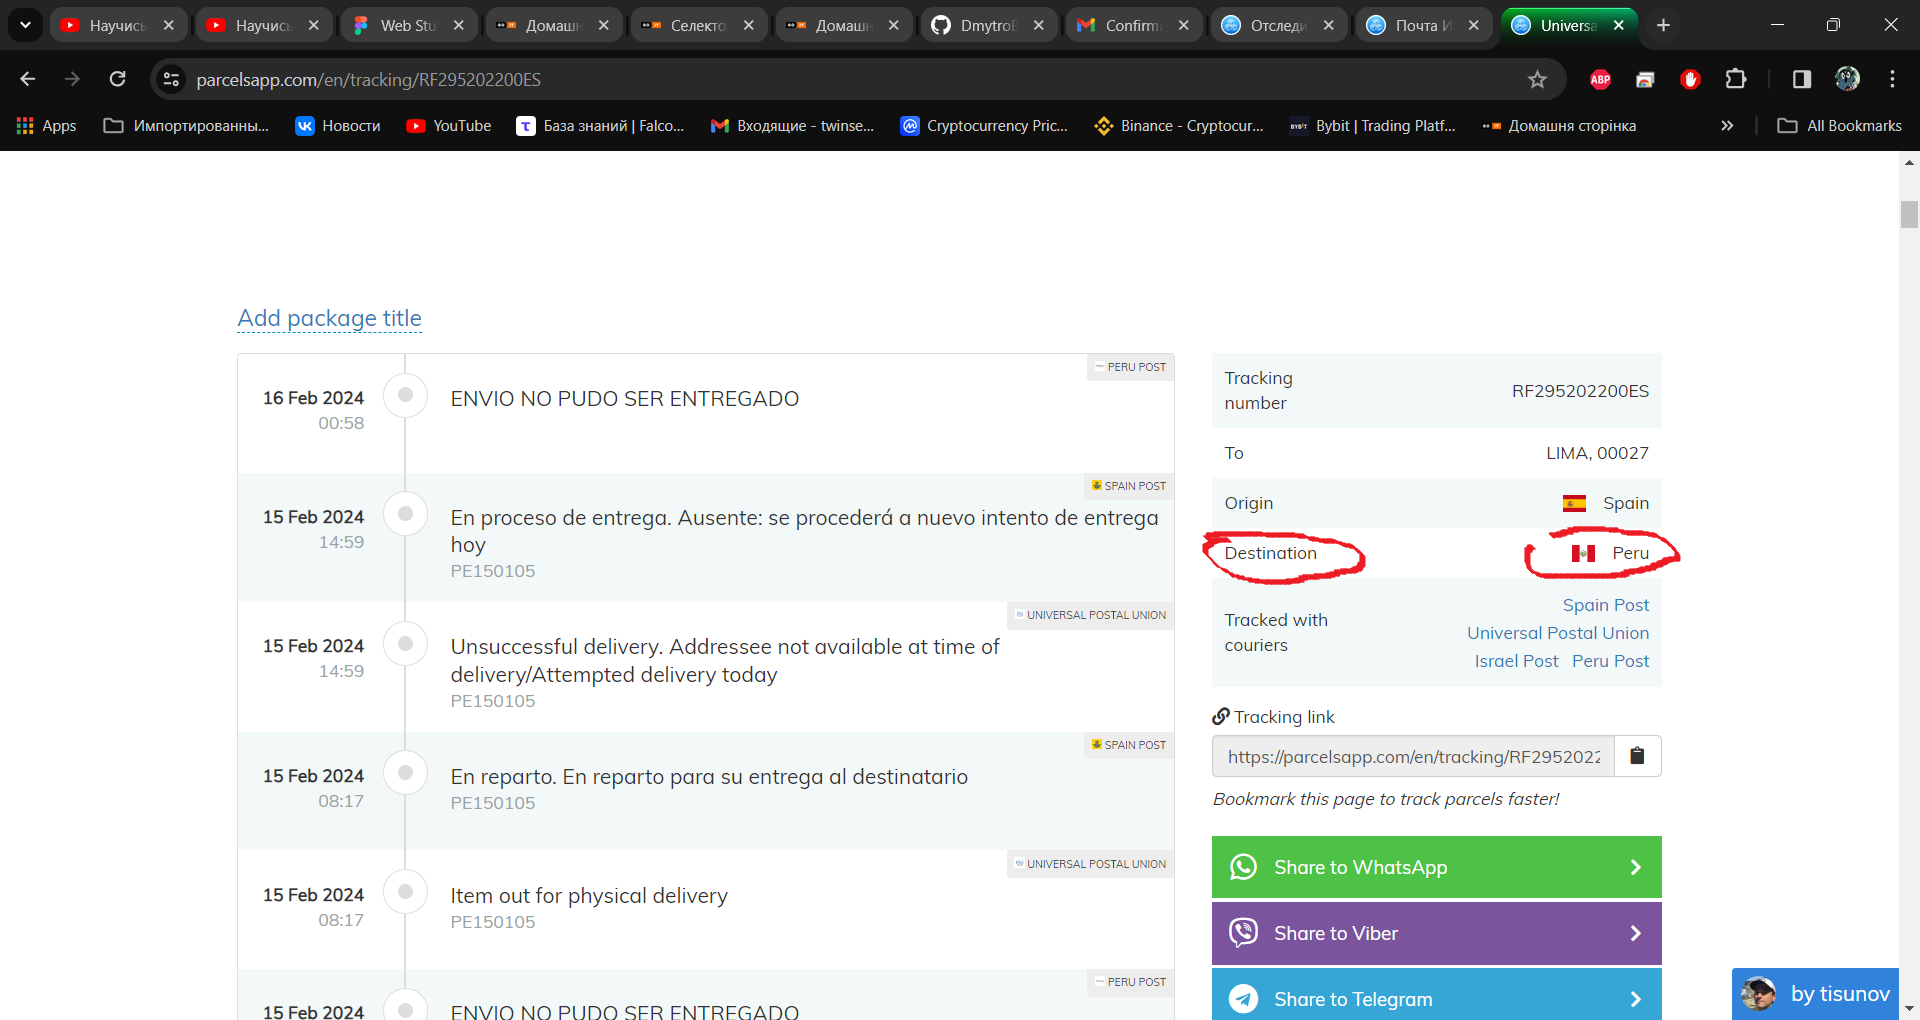 Научись
Научись
Web Stu
Домашн
Селекто
Домашн
DmytroB
Confirma
Отследи
Почта И
Universa
parcelsapp.com/en/tracking/RF295202200ES
ABP
Apps
Импортированны...
Новости
YouTube
База знаний | Falco...
Входящие - twinse...
Cryptocurrency Pric...
Binance - Cryptocur...
Bybit | Trading Platf...
Домашня сторінка
All Bookmarks
Add package title
PERU POST
16 Feb 2024
00:58
ENVIO NO PUDO SER ENTREGADO
SPAIN POST
15 Feb 2024
14:59
En proceso de entrega. Ausente: se procederá a nuevo intento de entrega
hoy
PE150105
UNIVERSAL POSTAL UNION
15 Feb 2024
14:59
Unsuccessful delivery. Addressee not available at time of
delivery/Attempted delivery today
PE150105
SPAIN POST
15 Feb 2024
08:17
En reparto. En reparto para su entrega al destinatario
PE150105
UNIVERSAL POSTAL UNION
15 Feb 2024
08:17
Item out for physical delivery
PE150105
PERU POST
15 Feb 2024
ENVIO NO PUDO SER ENTREGADO
Tracking
number
RF295202200ES
To
LIMA, 00027
Origin
Spain
Destination
Peru
Tracked with
couriers
Spain Post
Universal Postal Union
Israel Post Peru Post
Tracking link
https://parcelsapp.com/en/tracking/RF2952022
Bookmark this page to track parcels faster!
Share to WhatsApp
Share to Viber
Share to Telegram
by tisunov